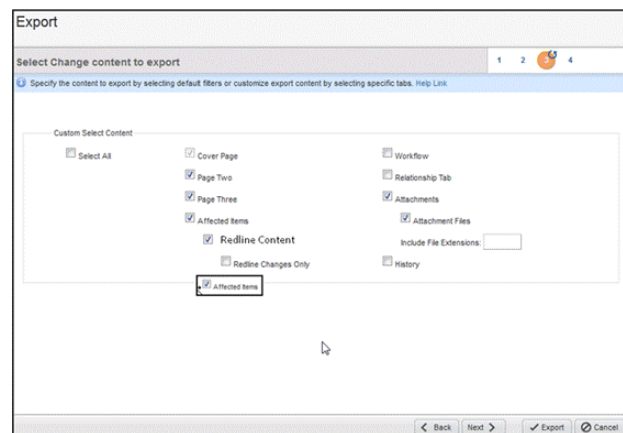 Export
Select Change content to export
1 2 3 4
Specify the content to export by selecting default filters or customize export content by selecting specific tabs. Help Link
Custom Select Content
Select All
Cover Page
Workflow
Page Two
Relationship Tab
Page Three
Attachments
Affected Items
Attachment Files
Redline Content
Include File Extensions:
Redline Changes Only
History
Affected Items
Back Next Export Cancel